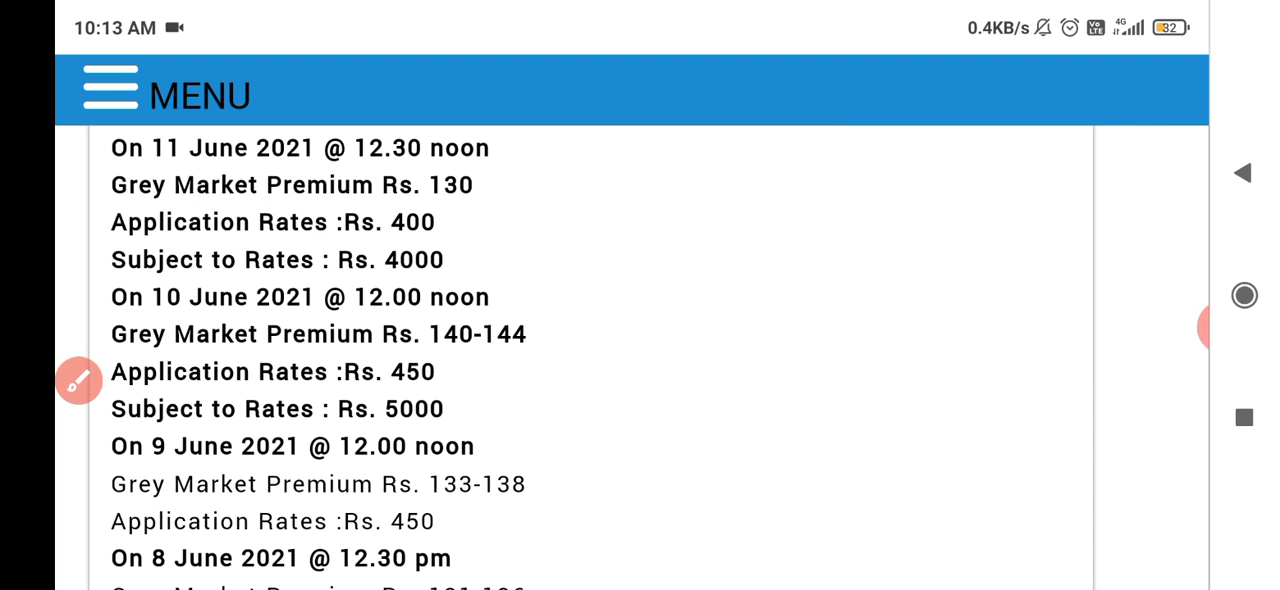 10:13 AM
0.4KB/s Vo LTE 4G 32
MENU
On 11 June 2021 @ 12.30 noon
Grey Market Premium Rs. 130
Application Rates :Rs. 400
Subject to Rates : Rs. 4000
On 10 June 2021 @ 12.00 noon
Grey Market Premium Rs. 140-144
Application Rates :Rs. 450
Subject to Rates : Rs. 5000
On 9 June 2021 @ 12.00 noon
Grey Market Premium Rs. 133-138
Application Rates :Rs. 450
On 8 June 2021 @ 12.30 pm